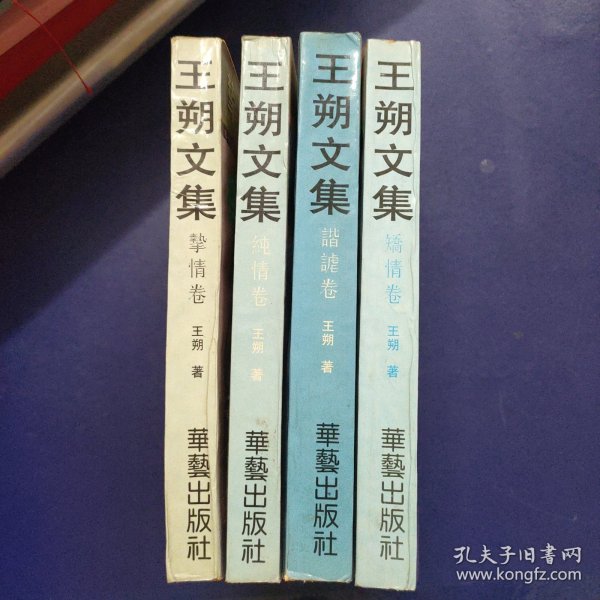 王朔文集
挚情卷
王朔 著
華藝出版社
王朔文集
純情卷
王朔 著
華藝出版社
王朔文集
諧謔卷
王朔 著
華藝出版社
王朔文集
矯情卷
王朔 著
華藝出版社
孔夫子旧书网
www.kongfz.com